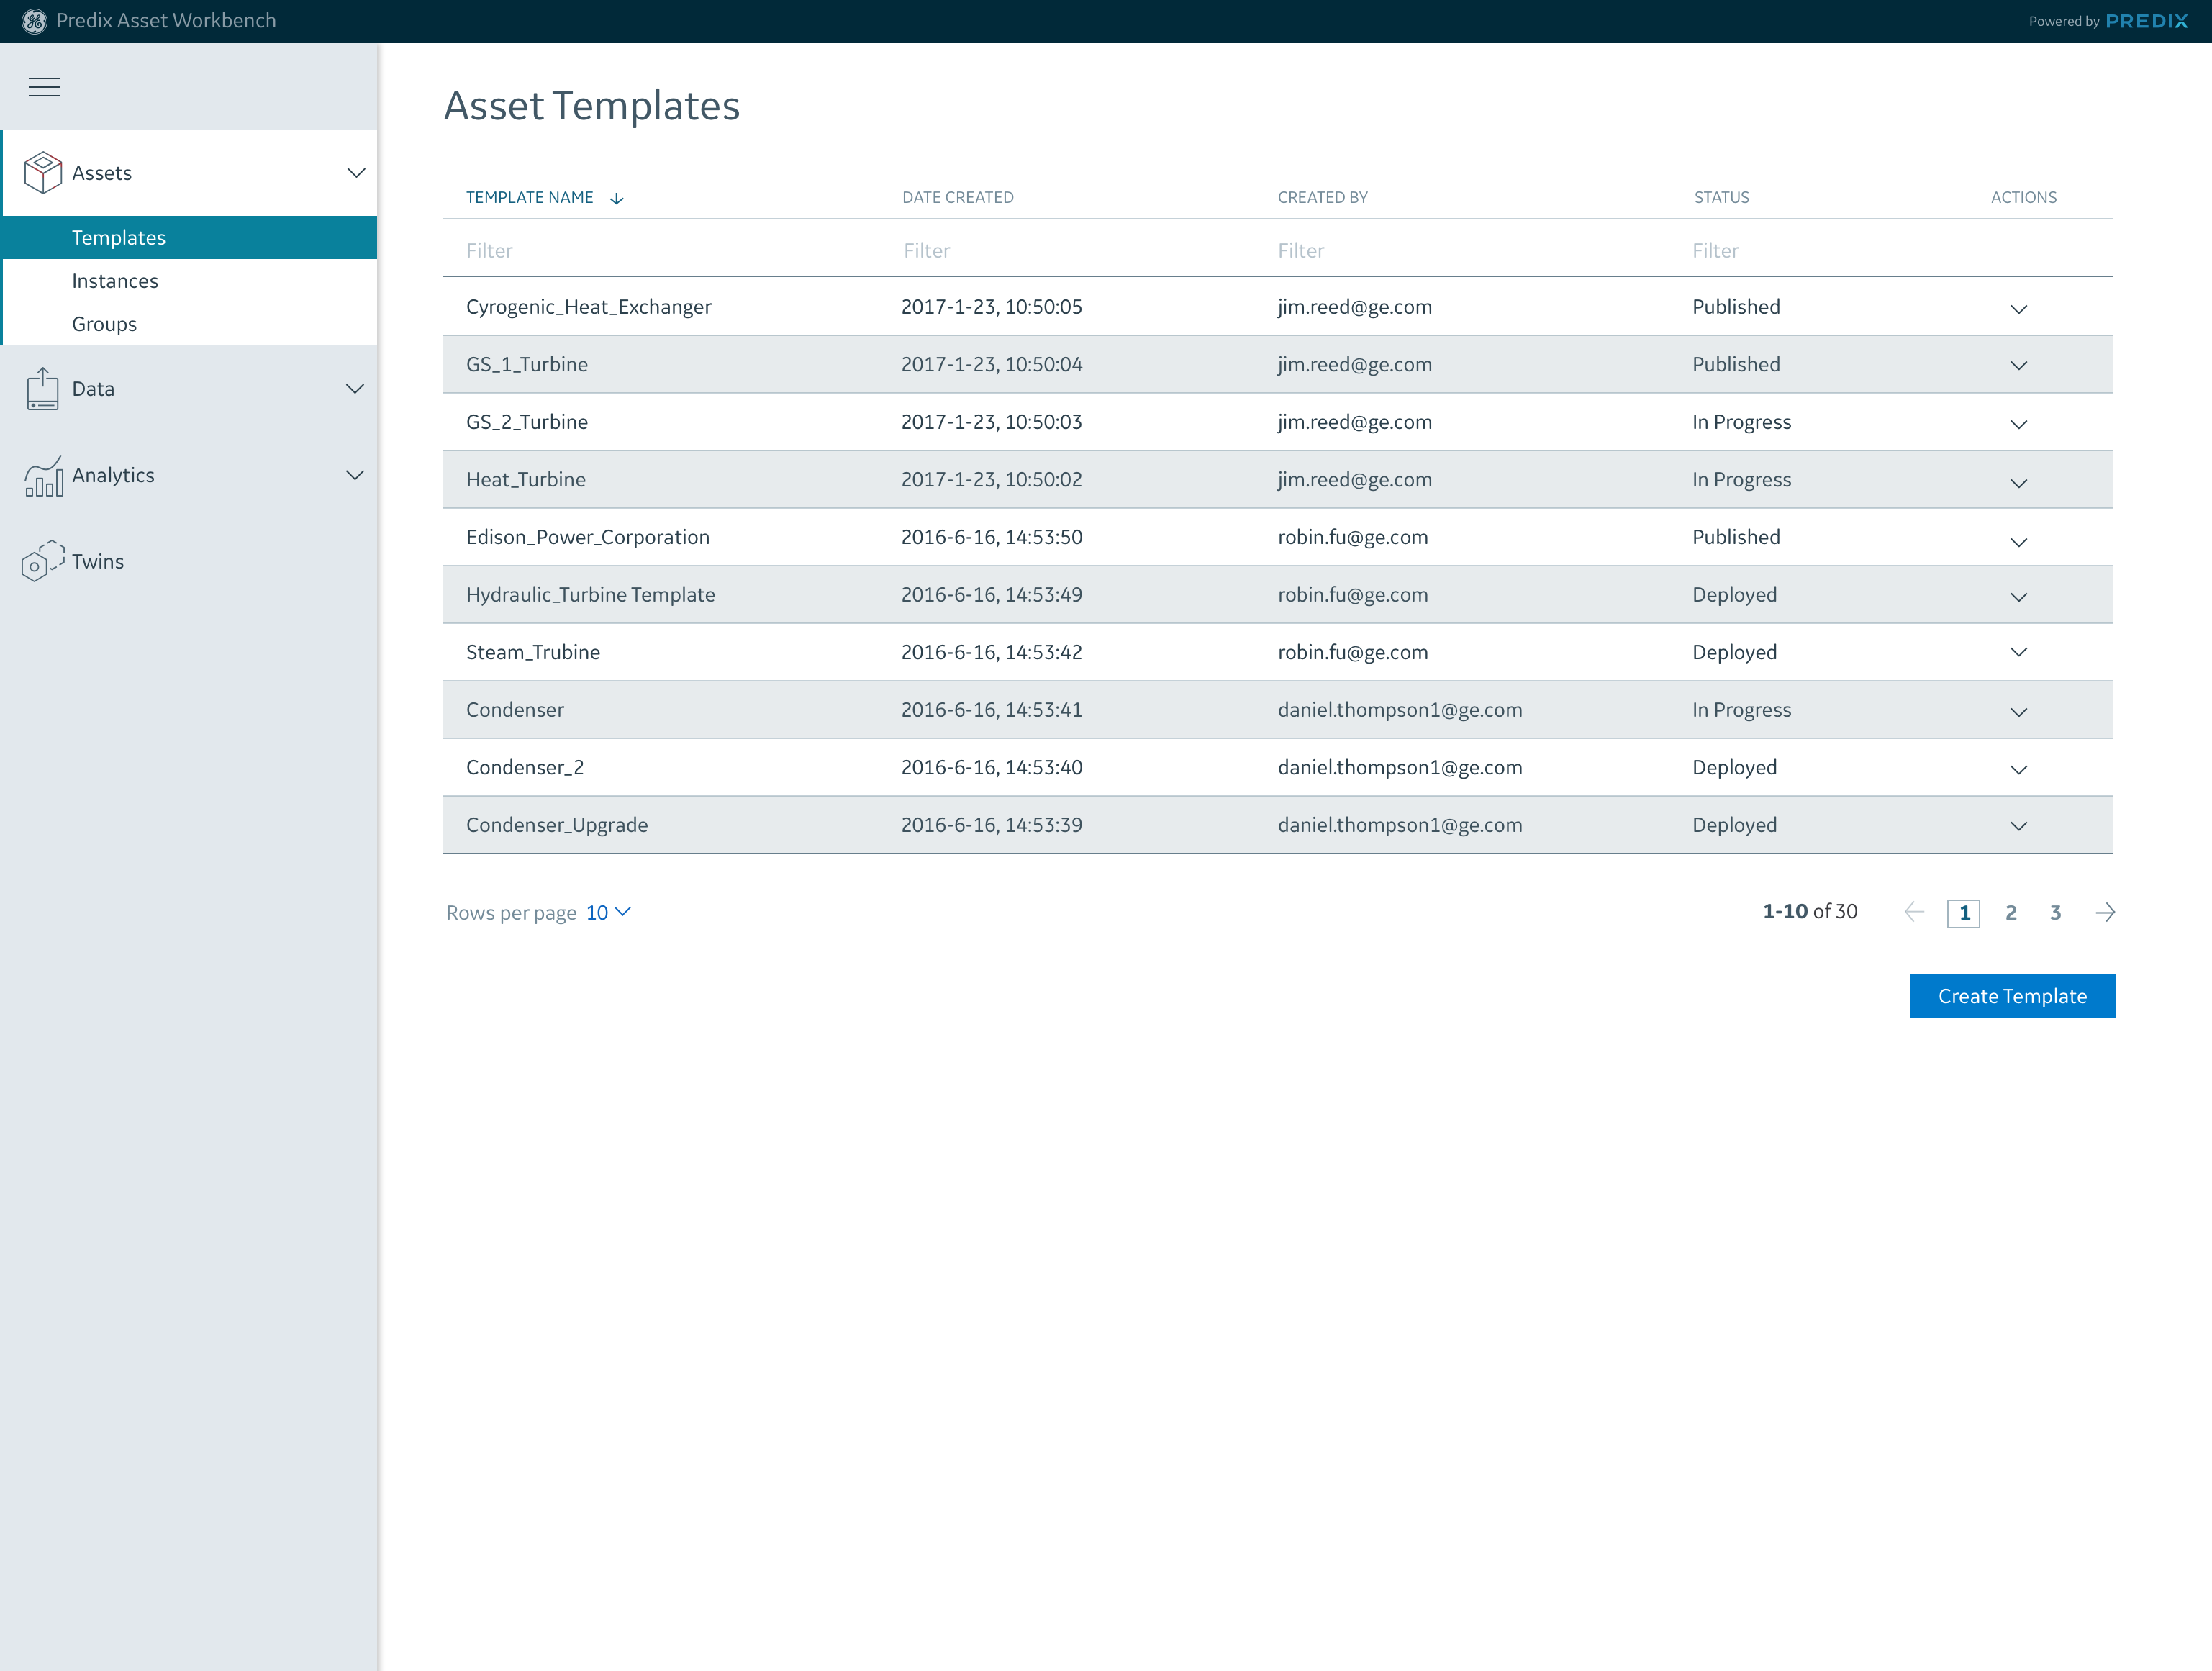 Predix Asset Workbench
Powered by PREDIX
Assets
Templates
Instances
Groups
Data
Analytics
Twins
Asset Templates
TEMPLATE NAME DATE CREATED CREATED BY STATUS ACTIONS
Filter Filter Filter Filter
Cyrogenic_Heat_Exchanger 2017-1-23, 10:50:05 jim.reed@ge.com Published
GS_1_Turbine 2017-1-23, 10:50:04 jim.reed@ge.com Published
GS_2_Turbine 2017-1-23, 10:50:03 jim.reed@ge.com In Progress
Heat_Turbine 2017-1-23, 10:50:02 jim.reed@ge.com In Progress
Edison_Power_Corporation 2016-6-16, 14:53:50 robin.fu@ge.com Published
Hydraulic_Turbine Template 2016-6-16, 14:53:49 robin.fu@ge.com Deployed
Steam_Trubine 2016-6-16, 14:53:42 robin.fu@ge.com Deployed
Condenser 2016-6-16, 14:53:41 daniel.thompson1@ge.com In Progress
Condenser_2 2016-6-16, 14:53:40 daniel.thompson1@ge.com Deployed
Condenser_Upgrade 2016-6-16, 14:53:39 daniel.thompson1@ge.com Deployed
Rows per page 10 1-10 of 30 1 2 3
Create Template